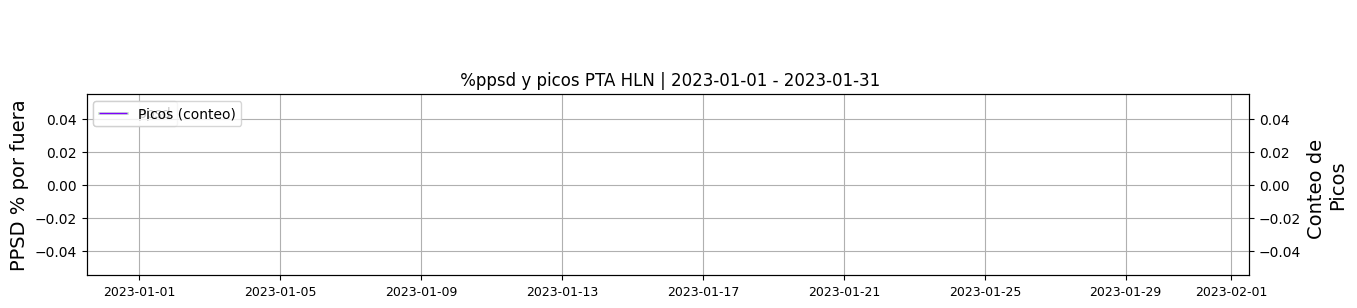 %ppsd y picos PTA HLN | 2023-01-01 - 2023-01-31
PPSD % por fuera
0.04
0.02
0.00
−0.02
−0.04
Picos (conteo)
0.04
0.02
0.00
−0.02
−0.04
Conteo de
Picos
2023-01-01 2023-01-05 2023-01-09 2023-01-13 2023-01-17 2023-01-21 2023-01-25 2023-01-29 2023-02-01